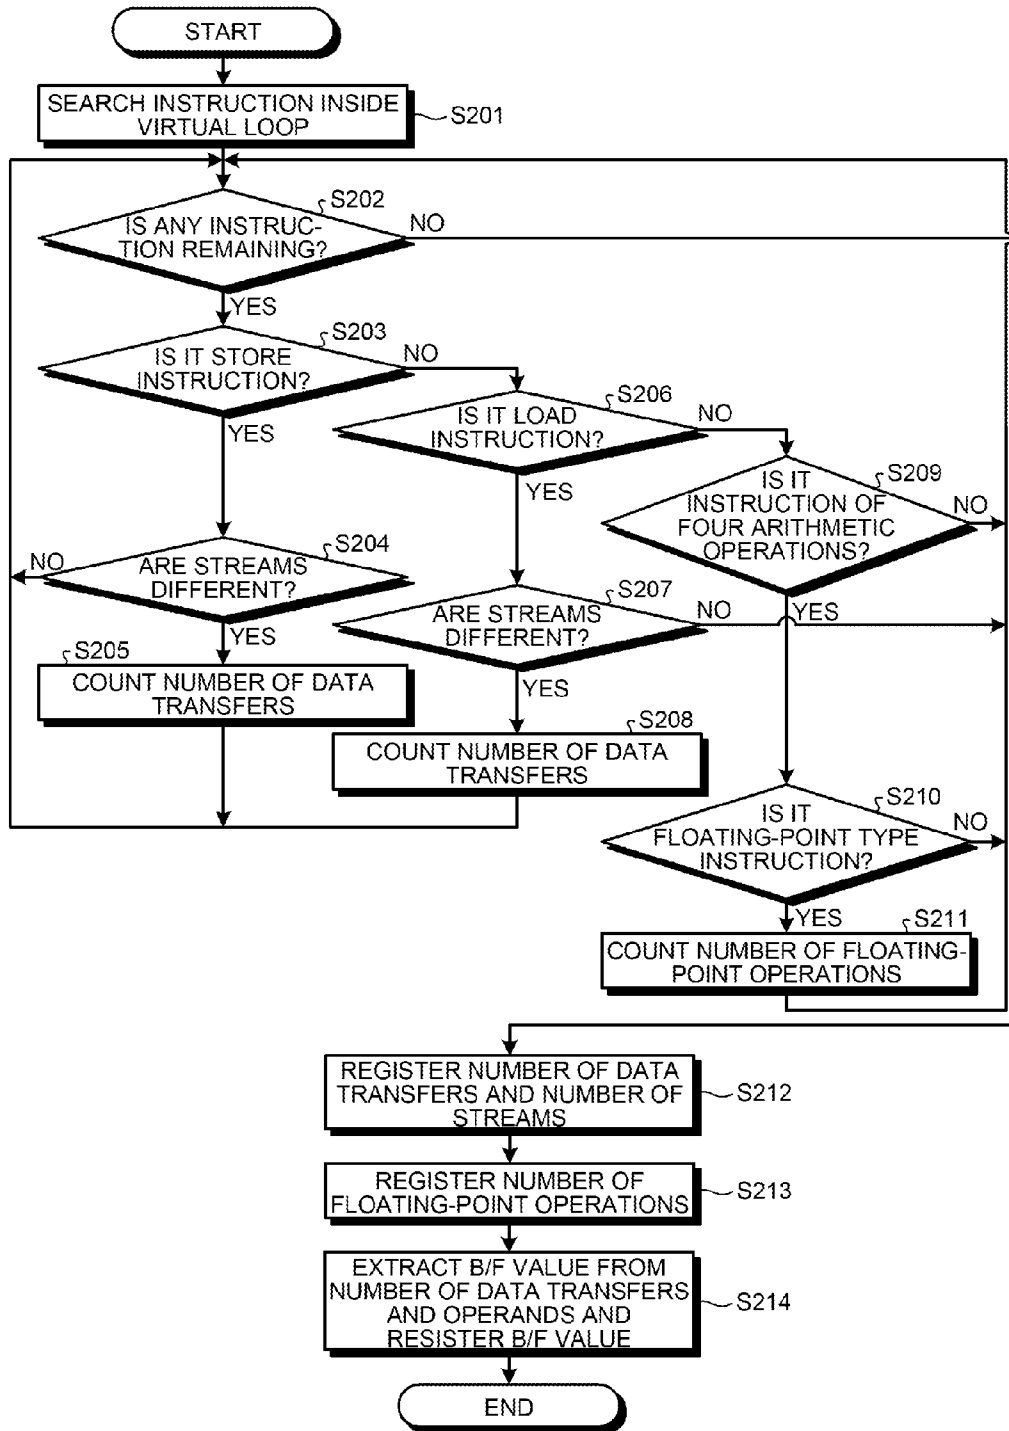 START
SEARCH INSTRUCTION INSIDE
VIRTUAL LOOP
S201
S202
IS ANY INSTRUC-
TION REMAINING?
NO
YES
S203
IS IT STORE
INSTRUCTION?
NO
YES
S206
IS IT LOAD
INSTRUCTION?
NO
YES
S209
IS IT
INSTRUCTION OF
FOUR ARITHMETIC
OPERATIONS?
NO
YES
S204
NO
ARE STREAMS
DIFFERENT?
YES
S207
ARE STREAMS
DIFFERENT?
NO
YES
S205
COUNT NUMBER OF DATA
TRANSFERS
S208
COUNT NUMBER OF DATA
TRANSFERS
S210
IS IT
FLOATING-POINT TYPE
INSTRUCTION?
NO
YES
S211
COUNT NUMBER OF FLOATING-
POINT OPERATIONS
REGISTER NUMBER OF DATA
TRANSFERS AND NUMBER OF
STREAMS
S212
REGISTER NUMBER OF
FLOATING-POINT OPERATIONS
S213
EXTRACT B/F VALUE FROM
NUMBER OF DATA TRANSFERS
AND OPERANDS AND
RESISTER B/F VALUE
S214
END